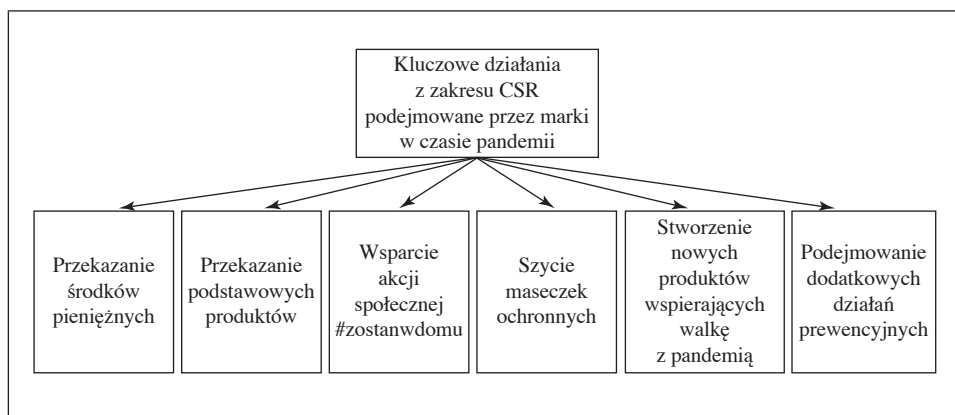 Kluczowe działania
z zakresu CSR
podejmowane przez marki
w czasie pandemii
Przekazanie
środków
pieniężnych
Przekazanie
podstawowych
produktów
Wsparcie
akcji
społecznej
#zostanwdomu
Szycie
maseczek
ochronnych
Stworzenie
nowych
produktów
wspierających
walkę
z pandemią
Podejmowanie
dodatkowych
działań
prewencyjnych